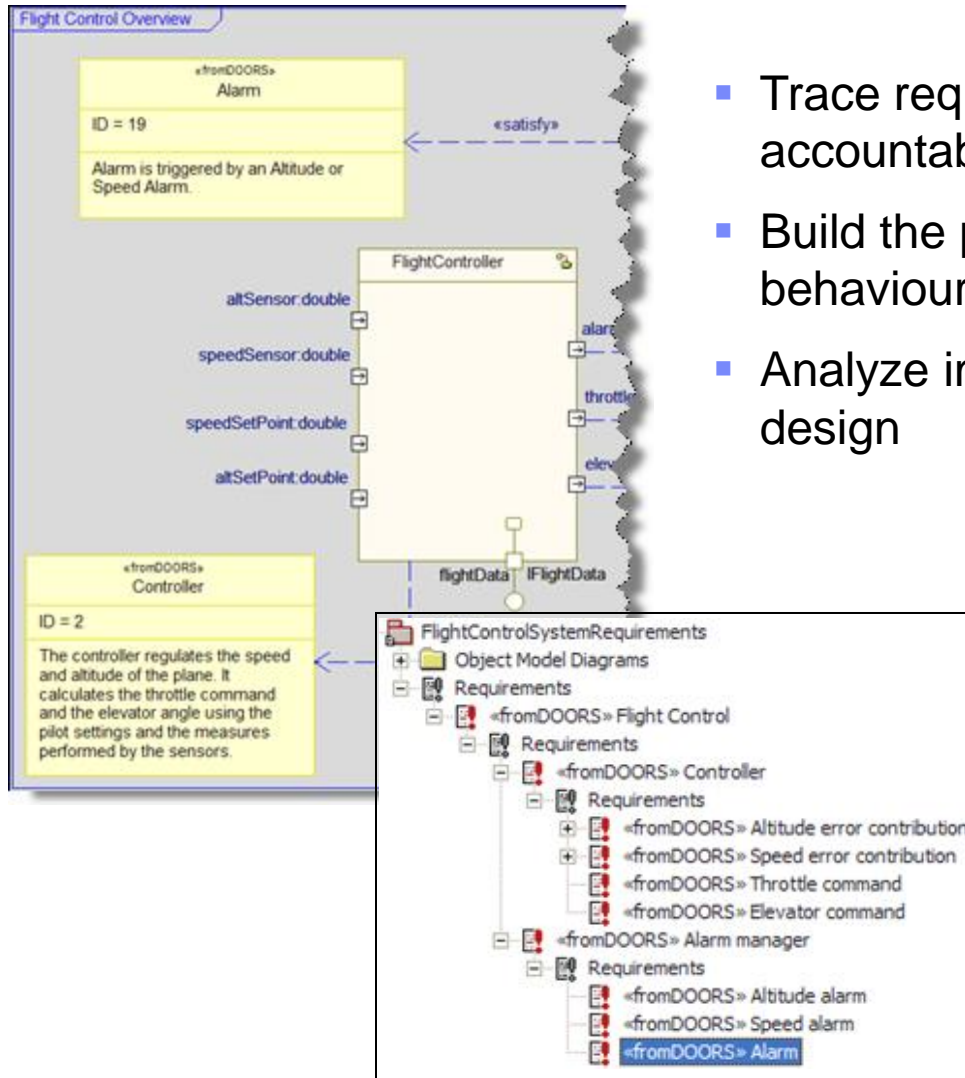 Flight Control Overview
«fromDOORS»
Alarm
ID = 19
Alarm is triggered by an Altitude or
Speed Alarm.
«satisfy»
FlightController
altSensor:double
speedSensor:double
speedSetPoint:double
altSetPoint:double
alar
throttle
elev
flightData IFlightData
«fromDOORS»
Controller
ID = 2
The controller regulates the speed
and altitude of the plane. It
calculates the throttle command
and the elevator angle using the
pilot settings and the measures
performed by the sensors.
Trace req
accountab
Build the p
behaviour
Analyze i
design
FlightControlSystemRequirements
Object Model Diagrams
Requirements
«fromDOORS» Flight Control
Requirements
«fromDOORS» Controller
Requirements
«fromDOORS» Altitude error contribution
«fromDOORS» Speed error contribution
«fromDOORS» Throttle command
«fromDOORS» Elevator command
«fromDOORS» Alarm manager
Requirements
«fromDOORS» Altitude alarm
«fromDOORS» Speed alarm
«fromDOORS» Alarm